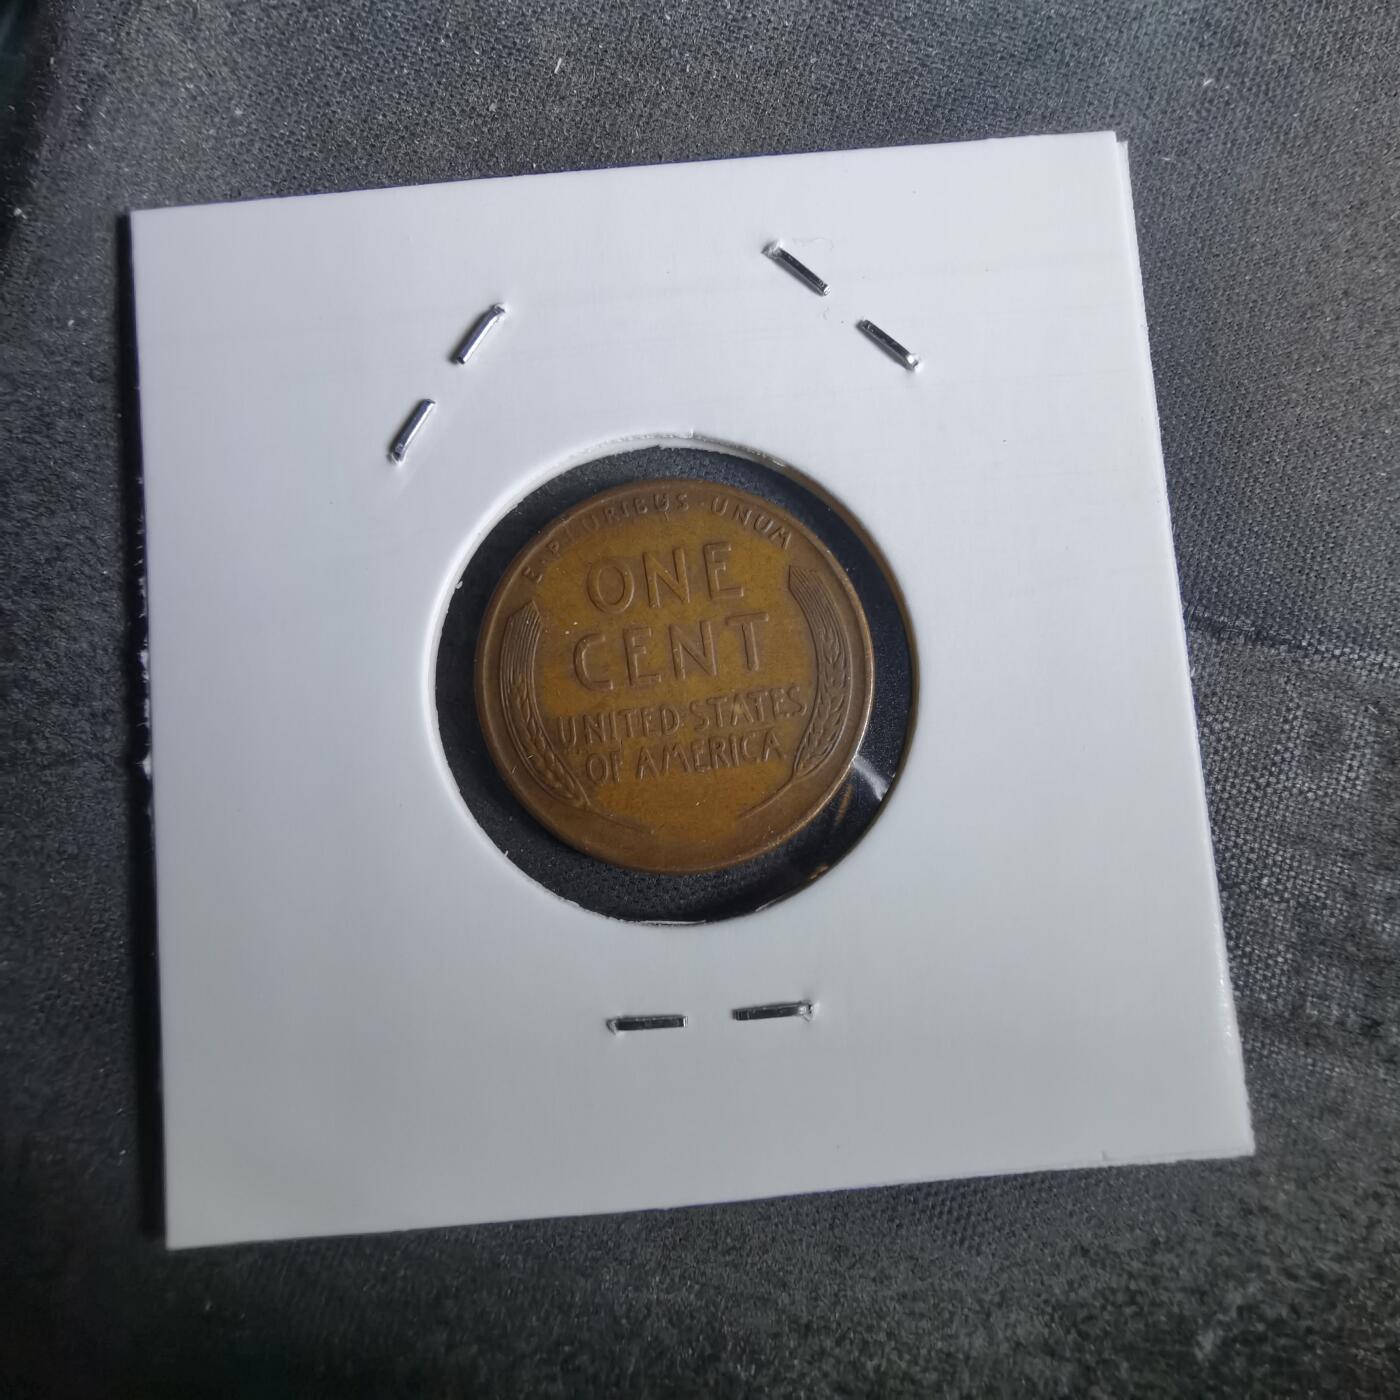 E·PLURIBUS·UNUM
ONE
CENT
UNITED·STATES
OF AMERICA